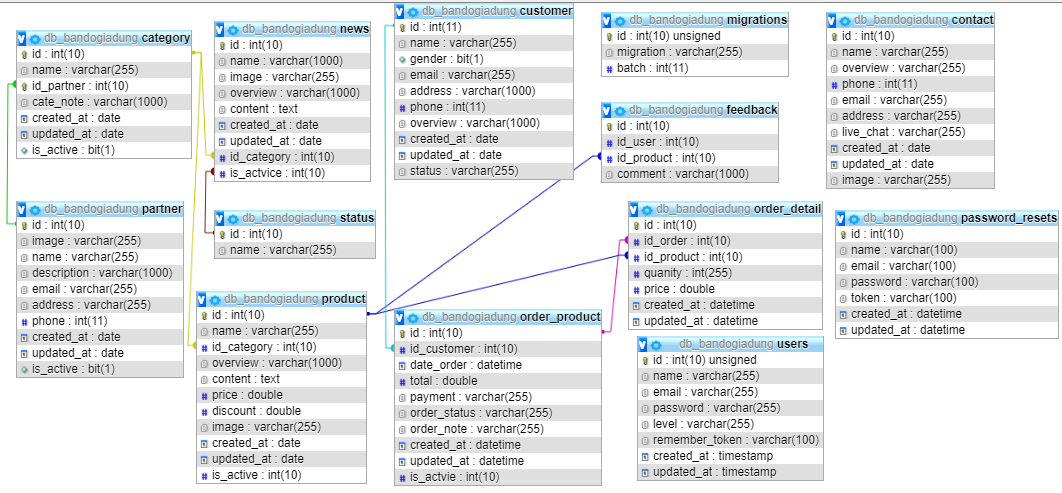 db_bandogiadung category
id : int(10)
name : varchar(255)
id_partner : int(10)
cate_note : varchar(1000)
created_at : date
updated_at : date
is_active : bit(1)
db_bandogiadung news
id : int(10)
name : varchar(1000)
image : varchar(255)
overview : varchar(1000)
content : text
created_at : date
updated_at : date
id_category : int(10)
is_actvice : int(10)
db_bandogiadung customer
id : int(11)
name : varchar(255)
gender : bit(1)
email : varchar(255)
address : varchar(1000)
phone : int(11)
overview : varchar(1000)
created_at : date
updated_at : date
status : varchar(255)
db_bandogiadung migrations
id : int(10) unsigned
migration : varchar(255)
batch : int(11)
db_bandogiadung contact
id : int(10)
name : varchar(255)
overview : varchar(255)
phone : int(11)
email : varchar(255)
address : varchar(255)
live_chat : varchar(255)
created_at : date
updated_at : date
image : varchar(255)
db_bandogiadung feedback
id : int(10)
id_user : int(10)
id_product : int(10)
comment : varchar(1000)
db_bandogiadung partner
id : int(10)
image : varchar(255)
name : varchar(255)
description : varchar(1000)
email : varchar(255)
address : varchar(255)
phone : int(11)
created_at : date
updated_at : date
is_active : bit(1)
db_bandogiadung status
id : int(10)
name : varchar(255)
db_bandogiadung order_detail
id : int(10)
id_order : int(10)
id_product : int(10)
quanity : int(255)
price : double
created_at : datetime
updated_at : datetime
db_bandogiadung password_resets
id : int(10)
name : varchar(100)
email : varchar(100)
password : varchar(100)
token : varchar(100)
created_at : datetime
updated_at : datetime
db_bandogiadung product
id : int(10)
name : varchar(255)
id_category : int(10)
overview : varchar(1000)
content : text
price : double
discount : double
image : varchar(255)
created_at : date
updated_at : date
is_active : int(10)
db_bandogiadung order_product
id : int(10)
id_customer : int(10)
date_order : datetime
total : double
payment : varchar(255)
order_status : varchar(255)
order_note : varchar(255)
created_at : datetime
updated_at : datetime
is_actvie : int(10)
db_bandogiadung users
id : int(10) unsigned
name : varchar(255)
email : varchar(255)
password : varchar(255)
level : varchar(255)
remember_token : varchar(100)
created_at : timestamp
updated_at : timestamp